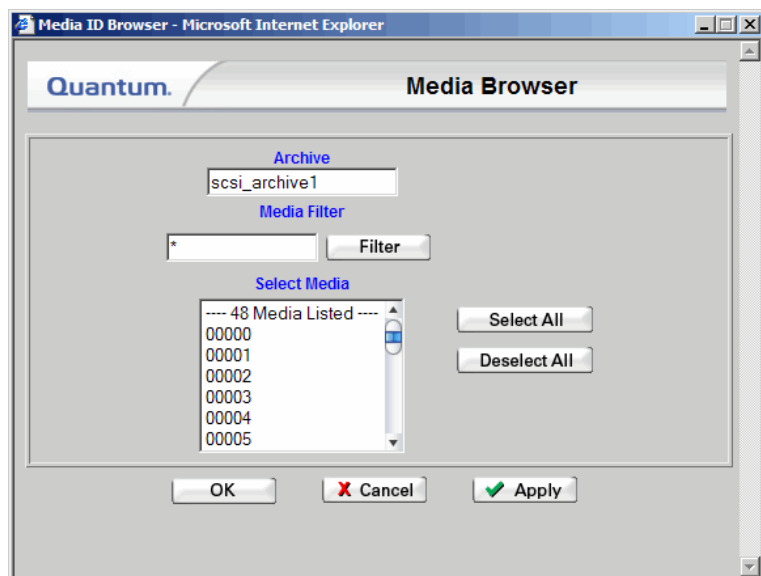 Media ID Browser - Microsoft Internet Explorer
Quantum.
Media Browser
Archive
scsi_archive1
Media Filter
*
Filter
Select Media
---- 48 Media Listed ----
00000
00001
00002
00003
00004
00005
Select All
Deselect All
OK
Cancel
Apply